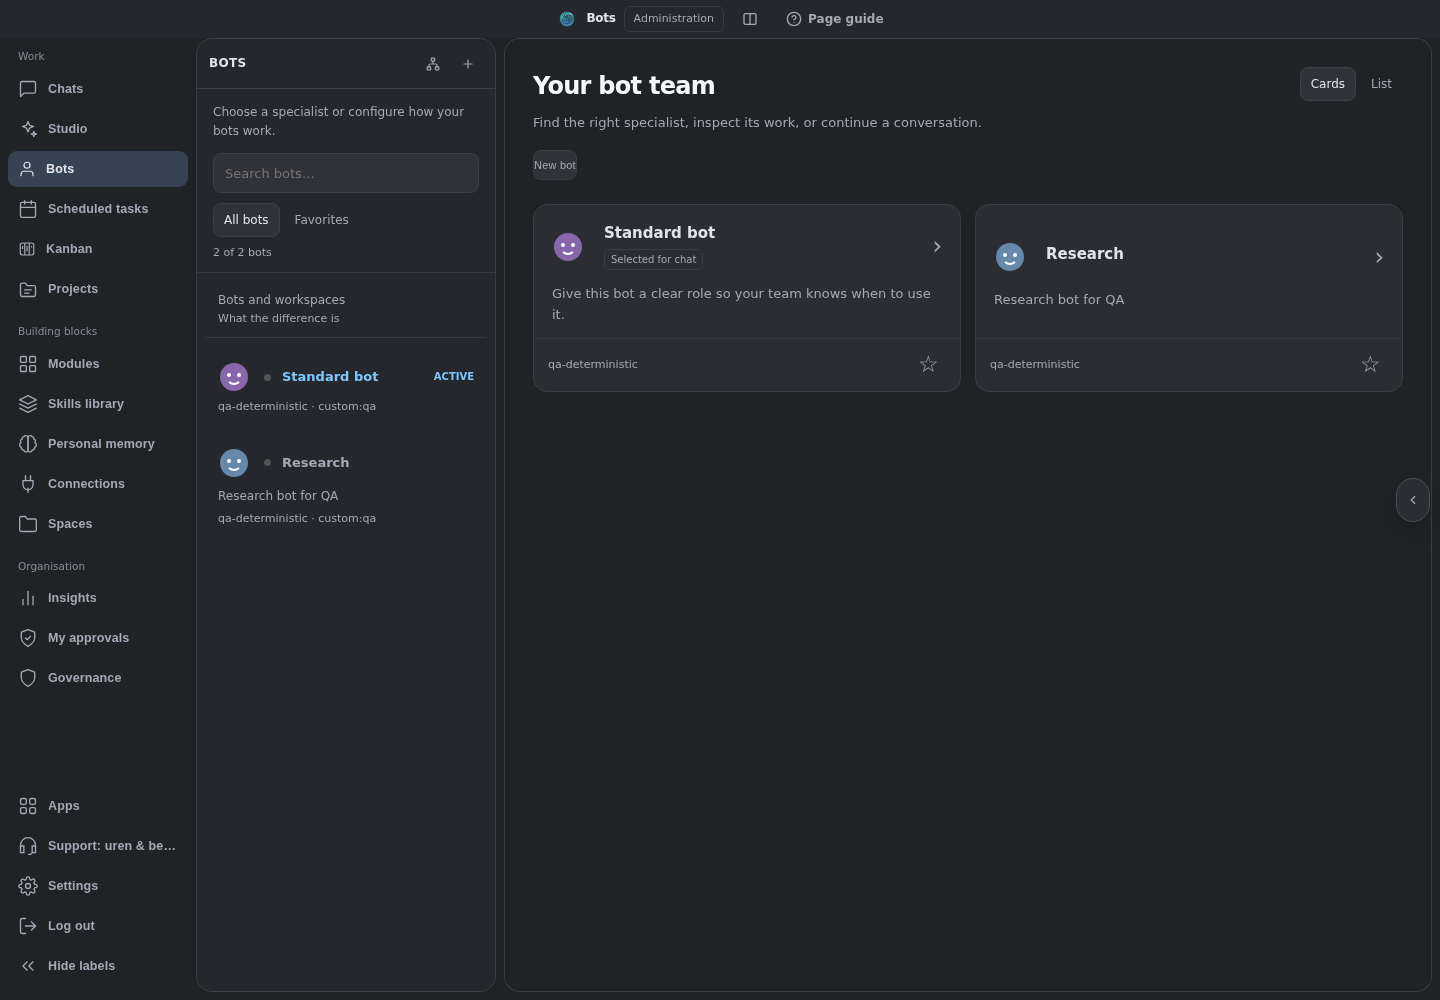 Bots
Administration
Page guide
Work
Chats
Studio
Bots
Scheduled tasks
Kanban
Projects
Building blocks
Modules
Skills library
Personal memory
Connections
Spaces
Organisation
Insights
My approvals
Governance
Apps
Support: uren & be...
Settings
Log out
Hide labels
BOTS
Choose a specialist or configure how your
bots work.
Search bots...
All bots
Favorites
2 of 2 bots
Bots and workspaces
What the difference is
Standard bot
ACTIVE
qa-deterministic · custom:qa
Research
Research bot for QA
qa-deterministic · custom:qa
Your bot team
Cards
List
Find the right specialist, inspect its work, or continue a conversation.
New bot
Standard bot
Selected for chat
Give this bot a clear role so your team knows when to use
it.
qa-deterministic
Research
Research bot for QA
qa-deterministic